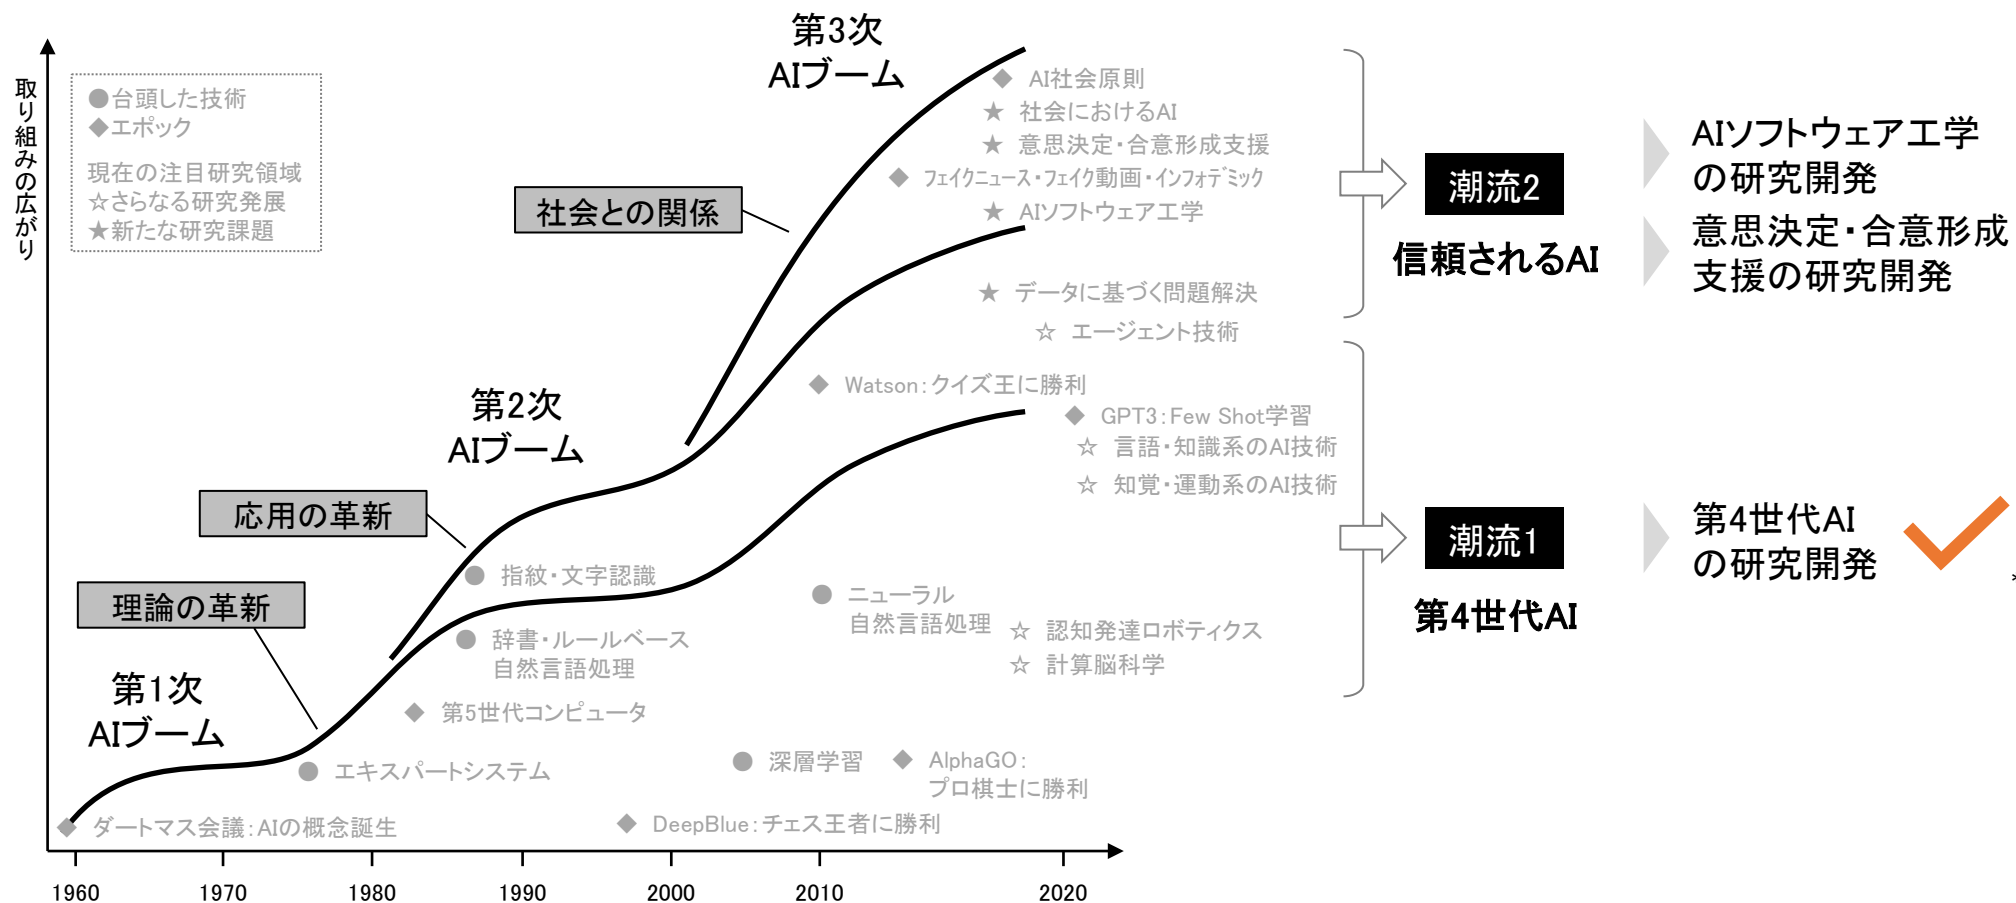 取り組みの広がり
●台頭した技術
◆エポック
現在の注目研究領域
☆さらなる研究発展
★新たな研究課題
第3次
AIブーム
◆ AI社会原則
★ 社会におけるAI
★ 意思決定・合意形成支援
◆ フェイクニュース・フェイク動画・インフォデミック
★ AIソフトウェア工学
社会との関係
★ データに基づく問題解決
☆ エージェント技術
◆ Watson：クイズ王に勝利
第2次
AIブーム
◆ GPT3：Few Shot学習
☆ 言語・知識系のAI技術
☆ 知覚・運動系のAI技術
応用の革新
● 指紋・文字認識
理論の革新
● 辞書・ルールベース
自然言語処理
● ニューラル
自然言語処理
☆ 認知発達ロボティクス
☆ 計算脳科学
第1次
AIブーム
◆ 第5世代コンピュータ
● エキスパートシステム
● 深層学習
◆ AlphaGO：
プロ棋士に勝利
◆ ダートマス会議：AIの概念誕生
◆ DeepBlue：チェス王者に勝利
1960
1970
1980
1990
2000
2010
2020
潮流2
信頼されるAI
AIソフトウェア工学
の研究開発
意思決定・合意形成
支援の研究開発
潮流1
第4世代AI
第4世代AI
の研究開発
*